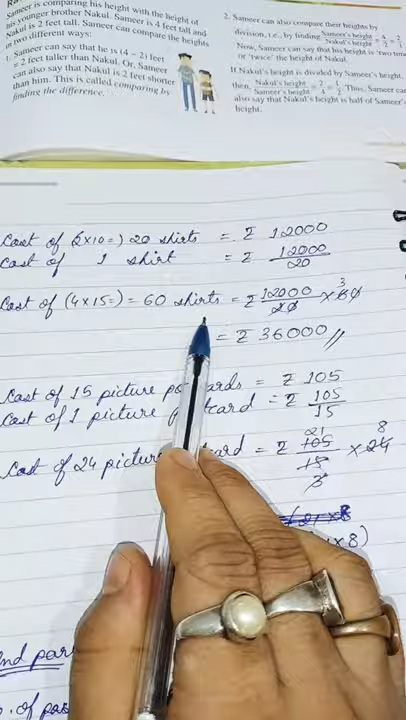 Sameer is comparing his height with the height of
his younger brother Nakul. Sameer is 4 feet tall and
Nakul is 2 feet tall. Sameer can compare the heights
in two different ways:
1. Sameer can say that he is (4 – 2) feet
= 2 feet taller than Nakul. Or, Sameer
can also say that Nakul is 2 feet shorter
than him. This is called comparing by
finding the difference.
2. Sameer can also compare their heights by
division, i.e., by finding Sameer's height / Nakul's height = 4/2 = 2/1
Now, Sameer can say that his height is 'two
or 'twice' the height of Nakul.
If Nakul's height is divided by Sameer's height,
then, Nakul's height / Sameer's height = 2/4 = 1/2. Thus, Sameer can
also say that Nakul's height is half of Sameer's
height.
Cost of (2×10=) 20 shirts = ₹ 12000
Cost of 1 shirt = ₹ 12000/20
Cost of (4×15=) = 60 shirts = ₹ 12000/20 × 60 3
= ₹ 36000 //
Cost of 15 picture = ₹ 105
Cost of 1 picture = ₹ 105/15
Cost of 24 picture = ₹ 21 105/15 3 × 24 8
×8)
2nd
of